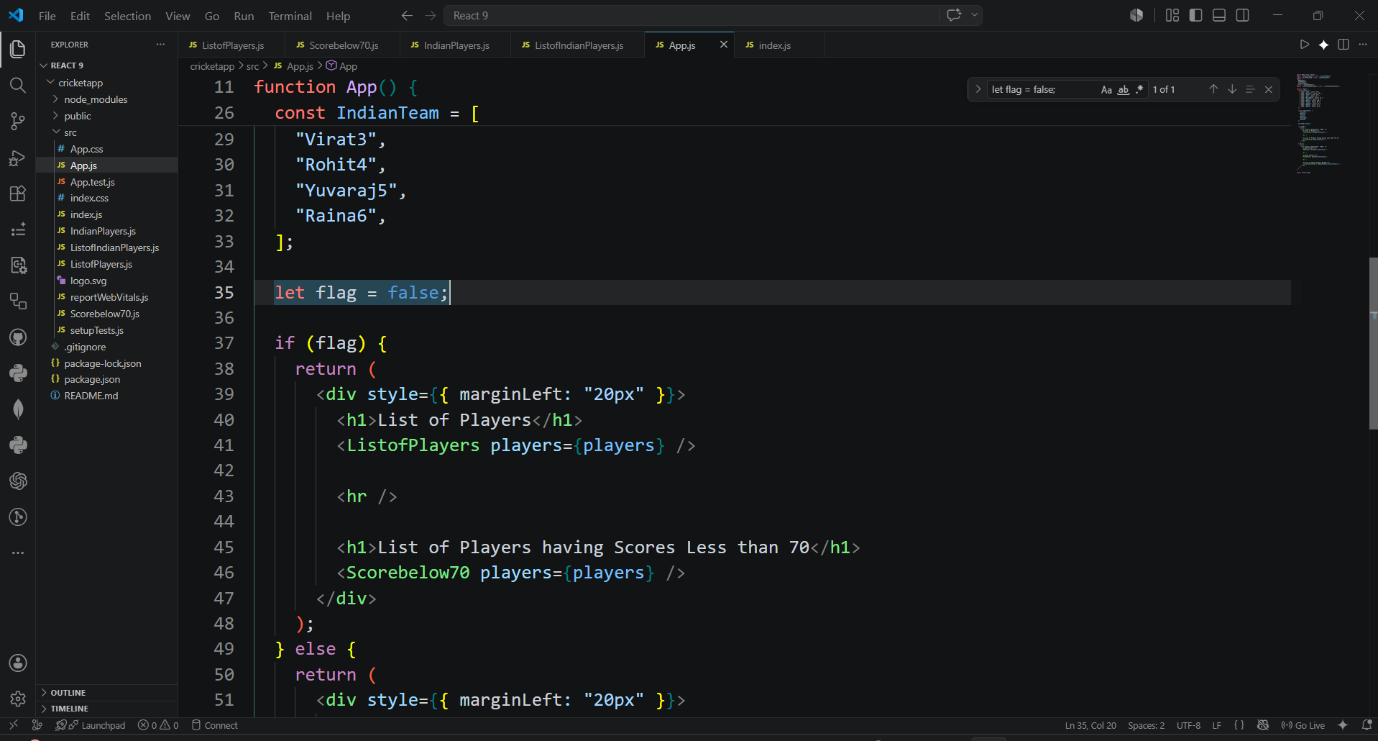 File Edit Selection View Go Run Terminal Help React 9
EXPLORER
REACT 9
cricketapp
node_modules
public
src
App.css
App.js
App.test.js
index.css
index.js
IndianPlayers.js
ListofIndianPlayers.js
ListofPlayers.js
logo.svg
reportWebVitals.js
Scorebelow70.js
setupTests.js
.gitignore
package-lock.json
package.json
README.md
OUTLINE
TIMELINE
JS ListofPlayers.js JS Scorebelow70.js JS IndianPlayers.js JS ListofIndianPlayers.js JS App.js JS index.js
cricketapp > src > JS App.js > App
let flag = false; Aa ab .* 1 of 1
11 function App() {
26 const IndianTeam = [
29 "Virat3",
30 "Rohit4",
31 "Yuvaraj5",
32 "Raina6",
33 ];
34
35 let flag = false;
36
37 if (flag) {
38 return (
39 <div style={{ marginLeft: "20px" }}>
40 <h1>List of Players</h1>
41 <ListofPlayers players={players} />
42
43 <hr />
44
45 <h1>List of Players having Scores Less than 70</h1>
46 <Scorebelow70 players={players} />
47 </div>
48 );
49 } else {
50 return (
51 <div style={{ marginLeft: "20px" }}>
Launchpad 0 0 Connect Ln 35, Col 20 Spaces: 2 UTF-8 LF { } Go Live